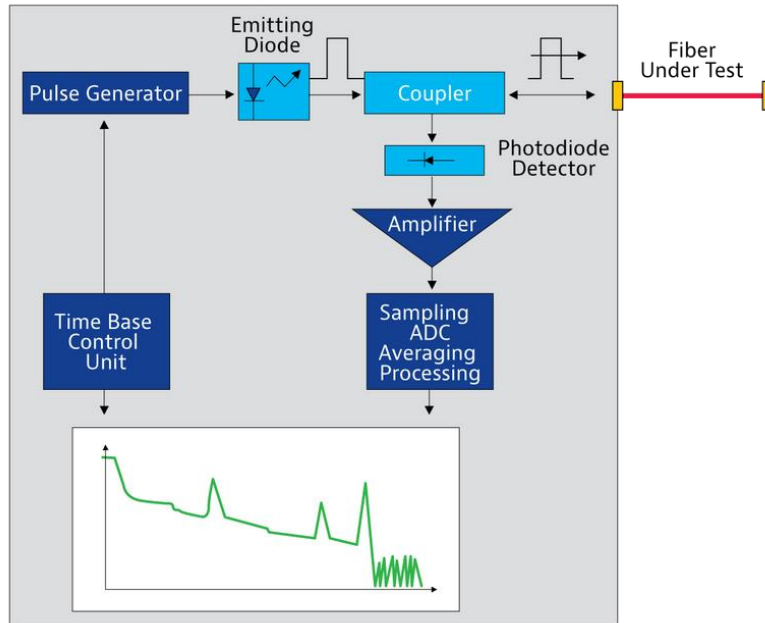 Emitting
Diode
Fiber
Under Test
Pulse Generator
Coupler
Photodiode
Detector
Amplifier
Time Base
Control
Unit
Sampling
ADC
Averaging
Processing